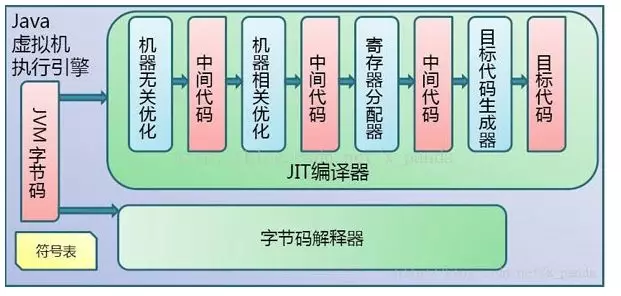 Java
虚拟机
执行引擎
JVM 字节码
符号表
机器无关优化
中间代码
机器相关优化
中间代码
寄存器分配器
中间代码
目标代码生成器
目标代码
JIT编译器
字节码解释器